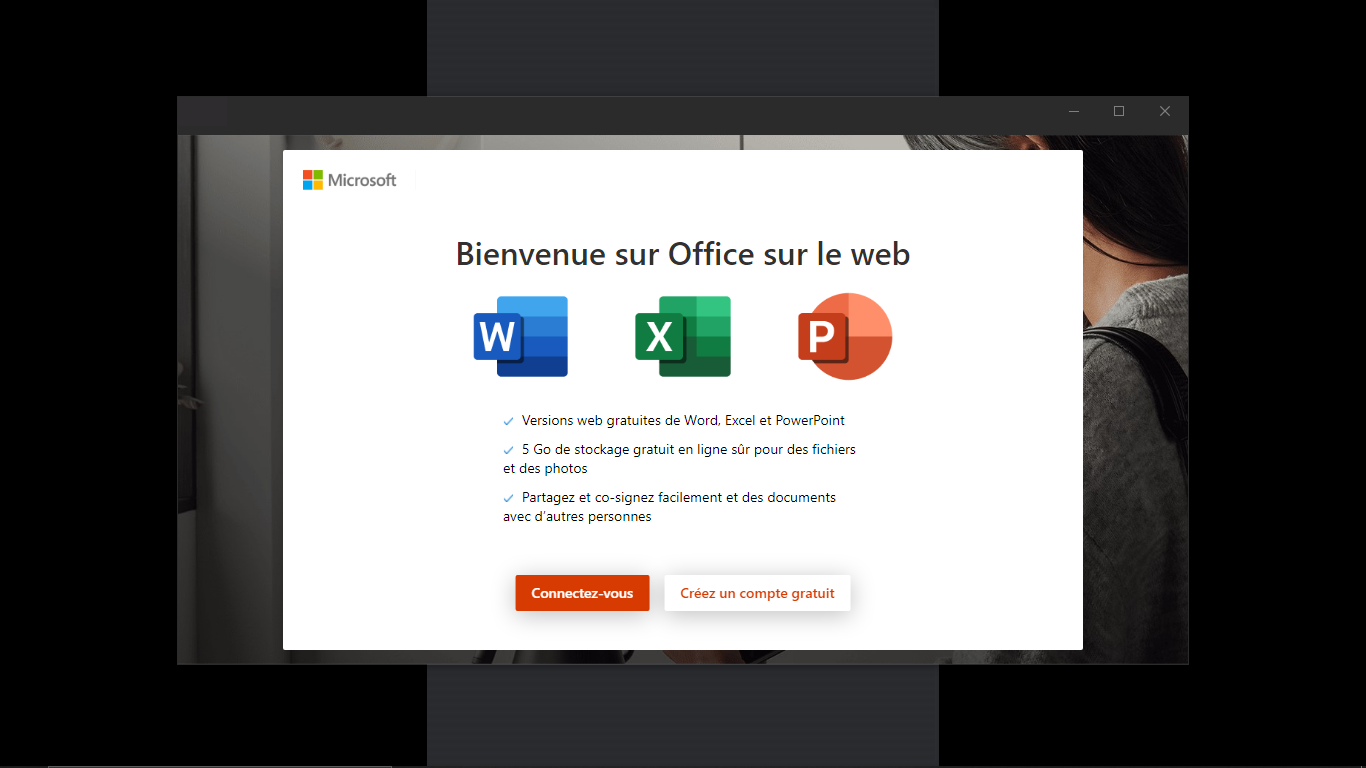 Microsoft
Bienvenue sur Office sur le web
W
X
P
Versions web gratuites de Word, Excel et PowerPoint
5 Go de stockage gratuit en ligne sûr pour des fichiers
et des photos
Partagez et co-signez facilement et des documents
avec d'autres personnes
Connectez-vous
Créez un compte gratuit